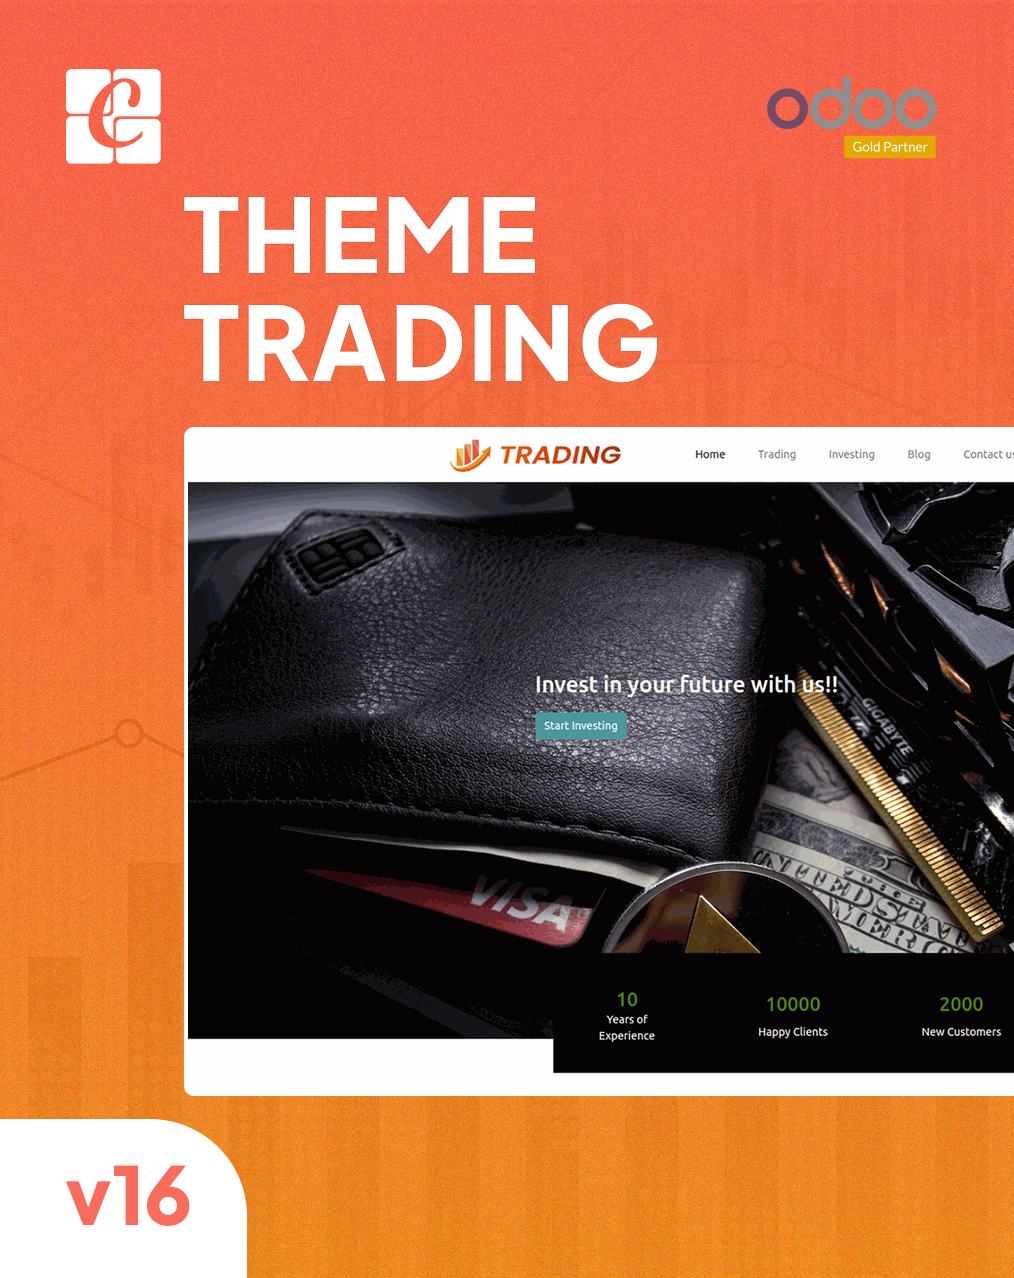 C
odoo
Gold Partner
THEME
TRADING
TRADING
Home
Trading
Investing
Blog
Contact us
GIGABYTE
Invest in your future with us!!
Start Investing
VISA
10
Years of
Experience
10000
Happy Clients
2000
New Customers
v16